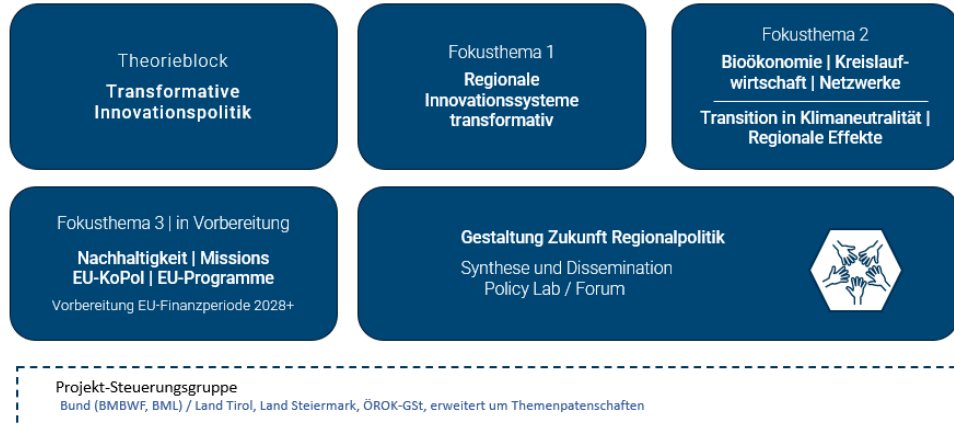 Theorieblock
Transformative
Innovationspolitik
Fokusthema 1
Regionale
Innovationssysteme
transformativ
Fokusthema 2
Bioökonomie | Kreislauf-
wirtschaft | Netzwerke
Transition in Klimaneutralität |
Regionale Effekte
Fokusthema 3 | in Vorbereitung
Nachhaltigkeit | Missions
EU-KoPol | EU-Programme
Vorbereitung EU-Finanzperiode 2028+
Gestaltung Zukunft Regionalpolitik
Synthese und Dissemination
Policy Lab / Forum
Projekt-Steuerungsgruppe
Bund (BMBWF, BML) / Land Tirol, Land Steiermark, ÖROK-GSt, erweitert um Themenpatenschaften